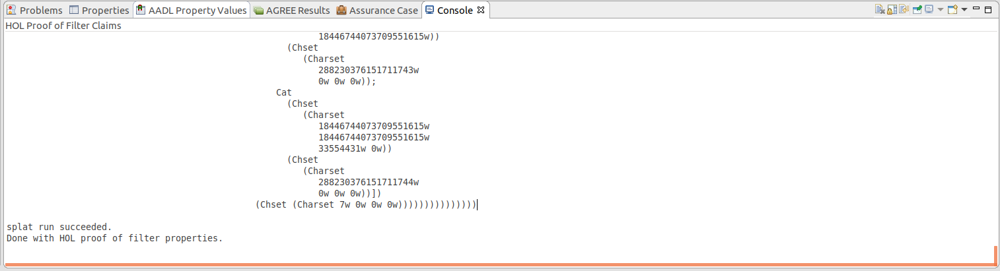 Problems Properties AADL Property Values AGREE Results Assurance Case Console
HOL Proof of Filter Claims
18446744073709551615w))
(Chset
(Charset
288230376151711743w
0w 0w 0w));
Cat
(Chset
(Charset
18446744073709551615w
18446744073709551615w
33554431w 0w))
(Chset
(Charset
288230376151711744w
0w 0w 0w))])
(Chset (Charset 7w 0w 0w 0w)))))))))))))))
splat run succeeded.
Done with HOL proof of filter properties.